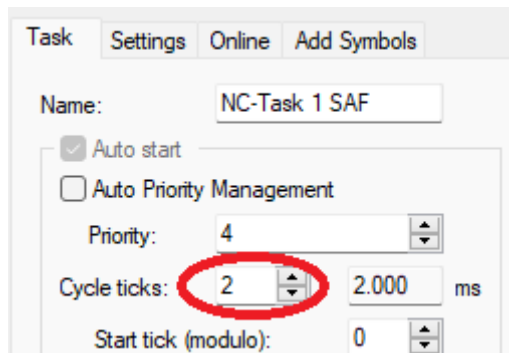 Task Settings Online Add Symbols
Name: NC-Task 1 SAF
Auto start
Auto Priority Management
Priority: 4
Cycle ticks: 2 2.000 ms
Start tick (modulo): 0